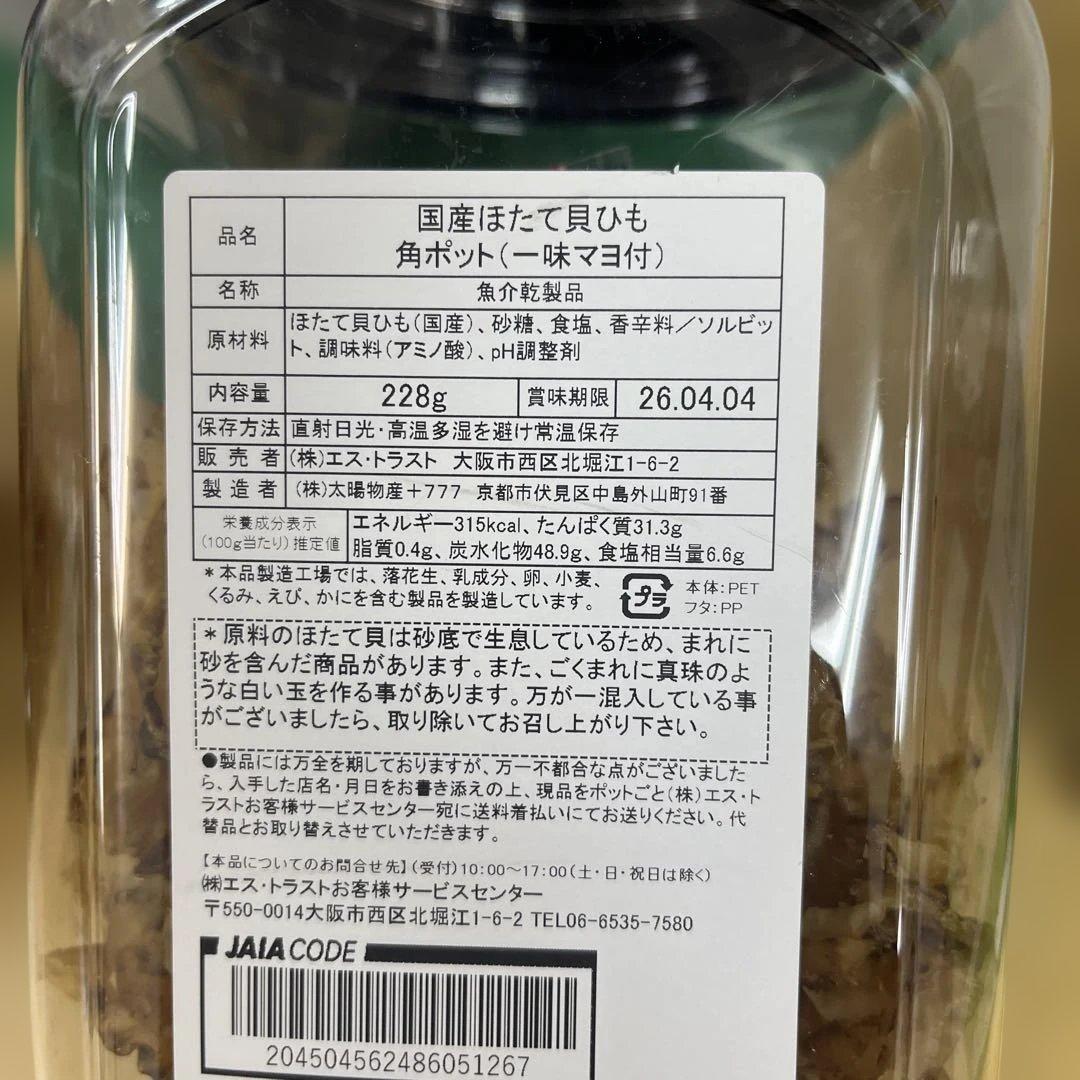 品名 国産ほたて貝ひも
角ポット（一味マヨ付）
名称 魚介乾製品
原材料 ほたて貝ひも（国産）、砂糖、食塩、香辛料／ソルビッ
ト、調味料（アミノ酸）、pH調整剤
内容量 228g 賞味期限 26.04.04
保存方法 直射日光・高温多湿を避け常温保存
販売者 （株）エス・トラスト 大阪市西区北堀江1-6-2
製造者 （株）太陽物産＋777 京都市伏見区中島外山町91番
栄養成分表示
（100g当たり）推定値
エネルギー315kcal、たんぱく質31.3g
脂質0.4g、炭水化物48.9g、食塩相当量6.6g
＊本品製造工場では、落花生、乳成分、卵、小麦、
くるみ、えび、かにを含む製品を製造しています。
プラ
本体：PET
フタ：PP
＊原料のほたて貝は砂底で生息しているため、まれに
砂を含んだ商品があります。また、ごくまれに真珠のよ
うな白い玉を作る事があります。万が一混入している事
がございましたら、取り除いてお召し上がり下さい。
●製品には万全を期しておりますが、万一不都合な点がございました
ら、入手した店名・月日をお書き添えの上、現品をポットごと（株）エス・ト
ラストお客様サービスセンター宛に送料着払いにてお送りください。代
替品とお取り替えさせていただきます。
【本品についてのお問合せ先】（受付）10:00～17:00（土・日・祝日は除く）
㈱エス・トラストお客様サービスセンター
〒550-0014大阪市西区北堀江1-6-2 TEL06-6535-7580
JAIA CODE
204504562486051267